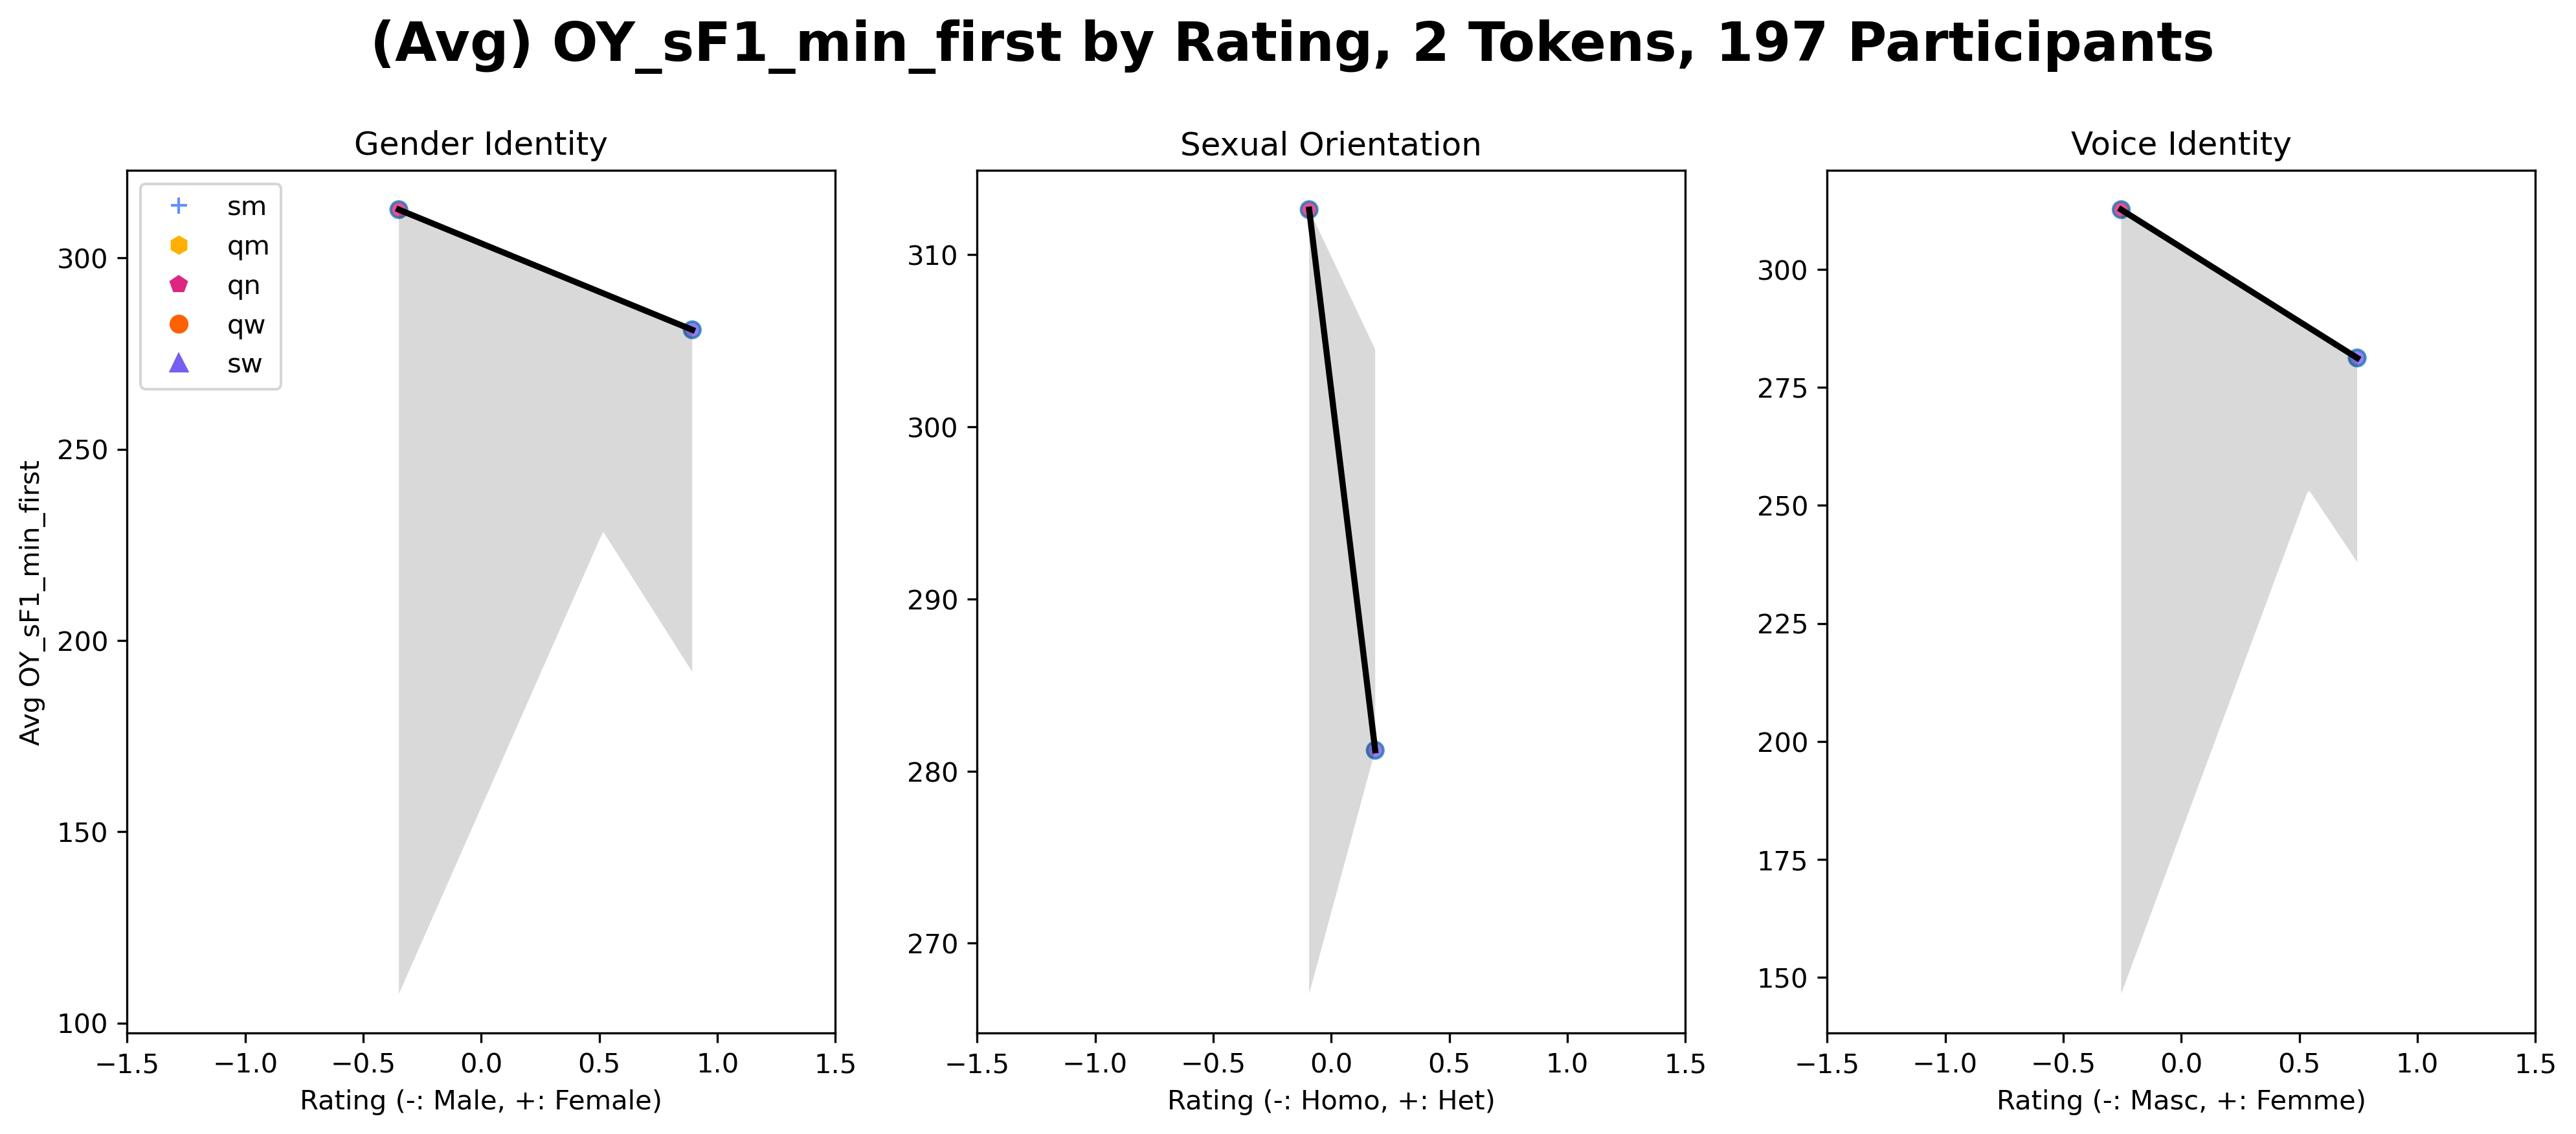 (Avg) OY_sF1_min_first by Rating, 2 Tokens, 197 Participants
Gender Identity
sm
qm
qn
qw
sw
300
250
200
150
100
Avg OY_sF1_min_first
−1.5 −1.0 −0.5 0.0 0.5 1.0 1.5
Rating (-: Male, +: Female)
Sexual Orientation
310
300
290
280
270
−1.5 −1.0 −0.5 0.0 0.5 1.0 1.5
Rating (-: Homo, +: Het)
Voice Identity
300
275
250
225
200
175
150
−1.5 −1.0 −0.5 0.0 0.5 1.0 1.5
Rating (-: Masc, +: Femme)